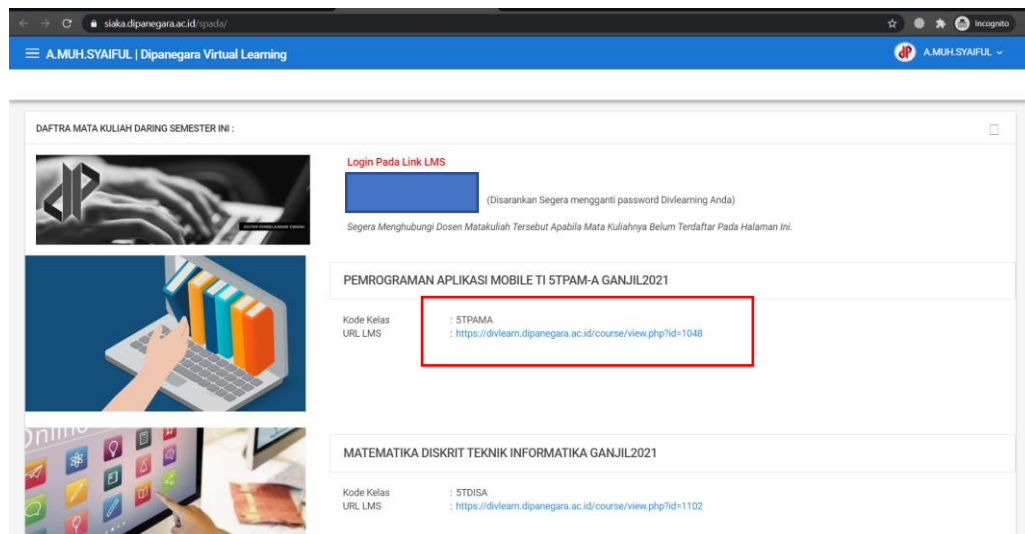 siaka.dipanegara.ac.id/spada/
Incognito
A.MUH.SYAIFUL | Dipanegara Virtual Learning
A.MUH.SYAIFUL
DAFTRA MATA KULIAH DARING SEMESTER INI :
Login Pada Link LMS
(Disarankan Segera mengganti password Divlearning Anda)
SISTEM PEMBELAJARAN DARING
Segera Menghubungi Dosen Matakuliah Tersebut Apabila Mata Kuliahnya Belum Terdaftar Pada Halaman Ini.
PEMROGRAMAN APLIKASI MOBILE TI 5TPAM-A GANJIL2021
Kode Kelas : 5TPAMA
URL LMS : https://divlearn.dipanegara.ac.id/course/view.php?id=1048
Online
MATEMATIKA DISKRIT TEKNIK INFORMATIKA GANJIL2021
Kode Kelas : 5TDISA
URL LMS : https://divlearn.dipanegara.ac.id/course/view.php?id=1102